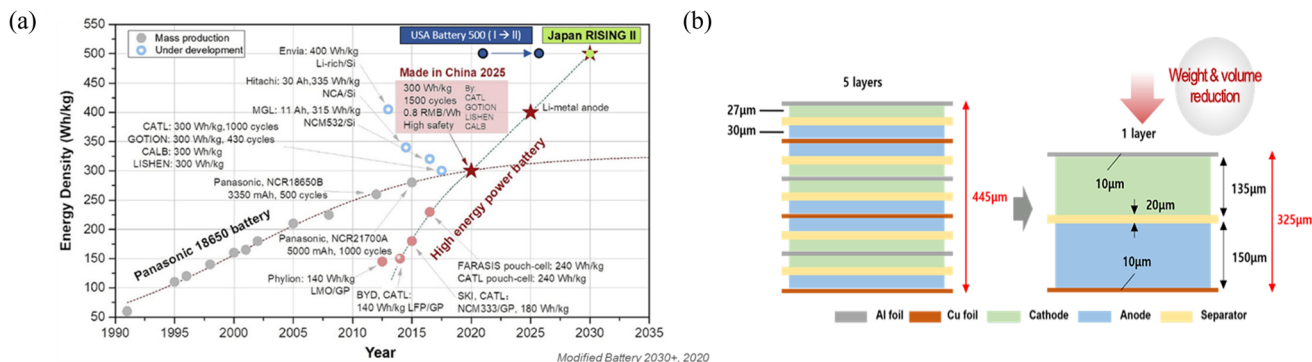 (a)
550
500
450
400
350
300
250
200
150
100
50
Energy Density (Wh/kg)
1990
1995
2000
2005
2010
2015
2020
2025
2030
2035
Year
Modified Battery 2030+, 2020
Mass production
Under development
USA Battery 500 ( I → II)
Japan RISING II
Envia: 400 Wh/kg
Li-rich/Si
Hitachi: 30 Ah,335 Wh/kg
NCA/Si
MGL: 11 Ah, 315 Wh/kg
NCM532/Si
CATL: 300 Wh/kg,1000 cycles
GOTION: 300 Wh/kg, 430 cycles
CALB: 300 Wh/kg
LISHEN: 300 Wh/kg
Made in China 2025
300 Wh/kg
1500 cycles
0.8 RMB/Wh
High safety
By:
CATL
GOTION
LISHEN
CALB
Li-metal anode
Panasonic, NCR18650B
3350 mAh, 500 cycles
Panasonic 18650 battery
Panasonic, NCR21700A
5000 mAh, 1000 cycles
High energy power battery
Phylion: 140 Wh/kg
LMO/GP
BYD, CATL:
140 Wh/kg LFP/GP
FARASIS pouch-cell: 240 Wh/kg
CATL pouch-cell: 240 Wh/kg
SKI, CATL:
NCM333/GP, 180 Wh/kg
(b)
5 layers
27μm
30μm
445μm
Weight & volume
reduction
1 layer
10μm
20μm
10μm
135μm
150μm
325μm
Al foil
Cu foil
Cathode
Anode
Separator